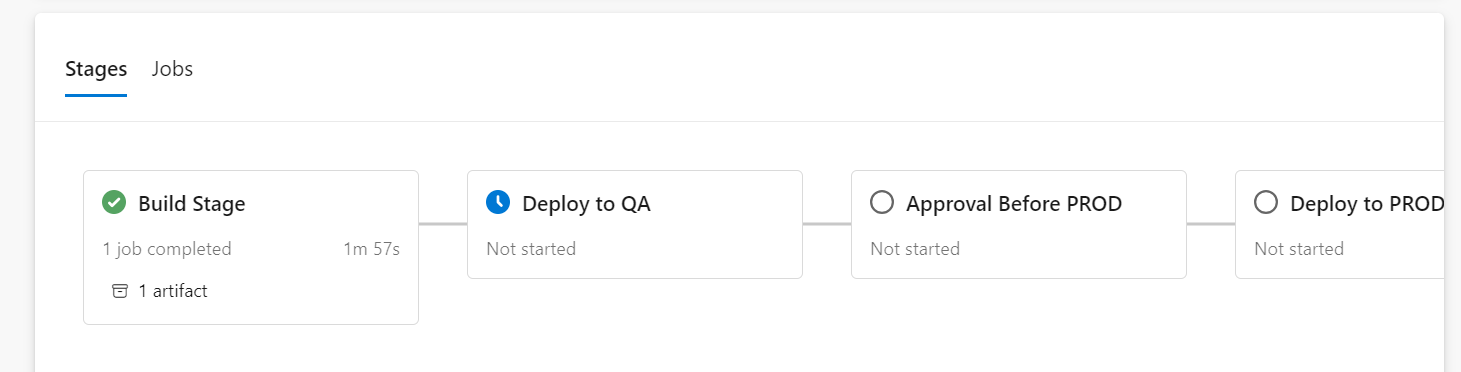 Stages Jobs
Build Stage
1 job completed 1m 57s
1 artifact
Deploy to QA
Not started
Approval Before PROD
Not started
Deploy to PROD
Not started